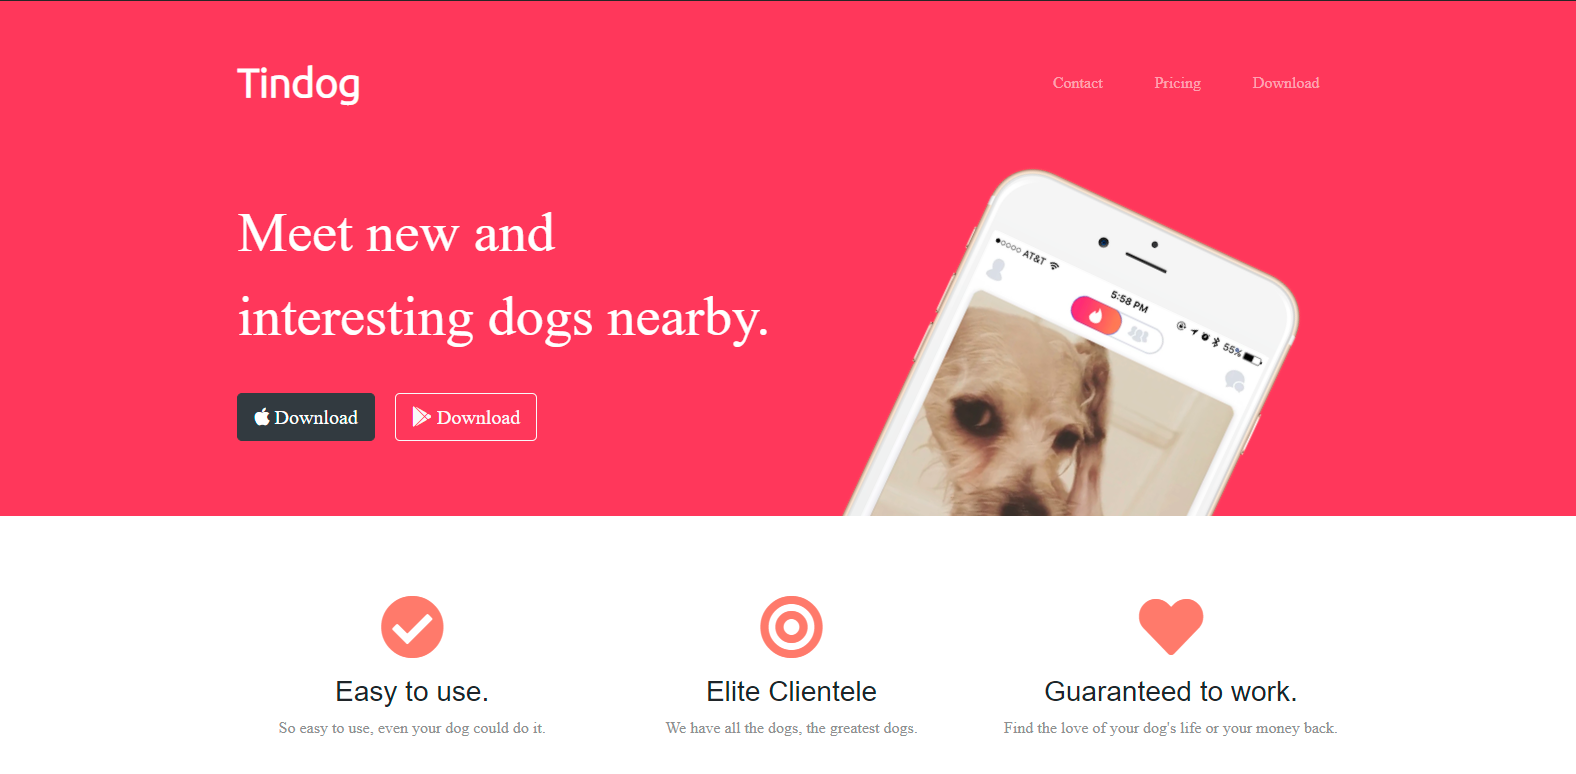 Tindog
Contact
Pricing
Download
Meet new and
interesting dogs nearby.
Download
Download
AT&T
5:58 PM
55%
Easy to use.
So easy to use, even your dog could do it.
Elite Clientele
We have all the dogs, the greatest dogs.
Guaranteed to work.
Find the love of your dog's life or your money back.